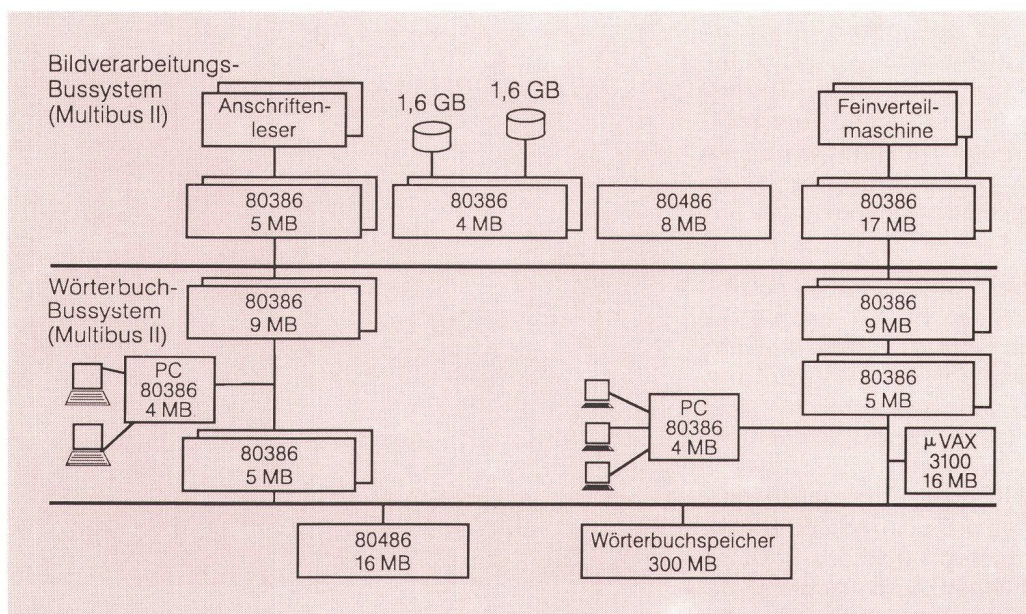 Bildverarbeitungs-
Bussystem
(Multibus II)
Anschriften-
leser
1,6 GB
1,6 GB
Feinverteil-
maschine
80386
5 MB
80386
4 MB
80486
8 MB
80386
17 MB
Wörterbuch-
Bussystem
(Multibus II)
80386
9 MB
80386
9 MB
PC
80386
4 MB
80386
5 MB
PC
80386
4 MB
80386
5 MB
µVAX
3100
16 MB
80486
16 MB
Wörterbuchspeicher
300 MB